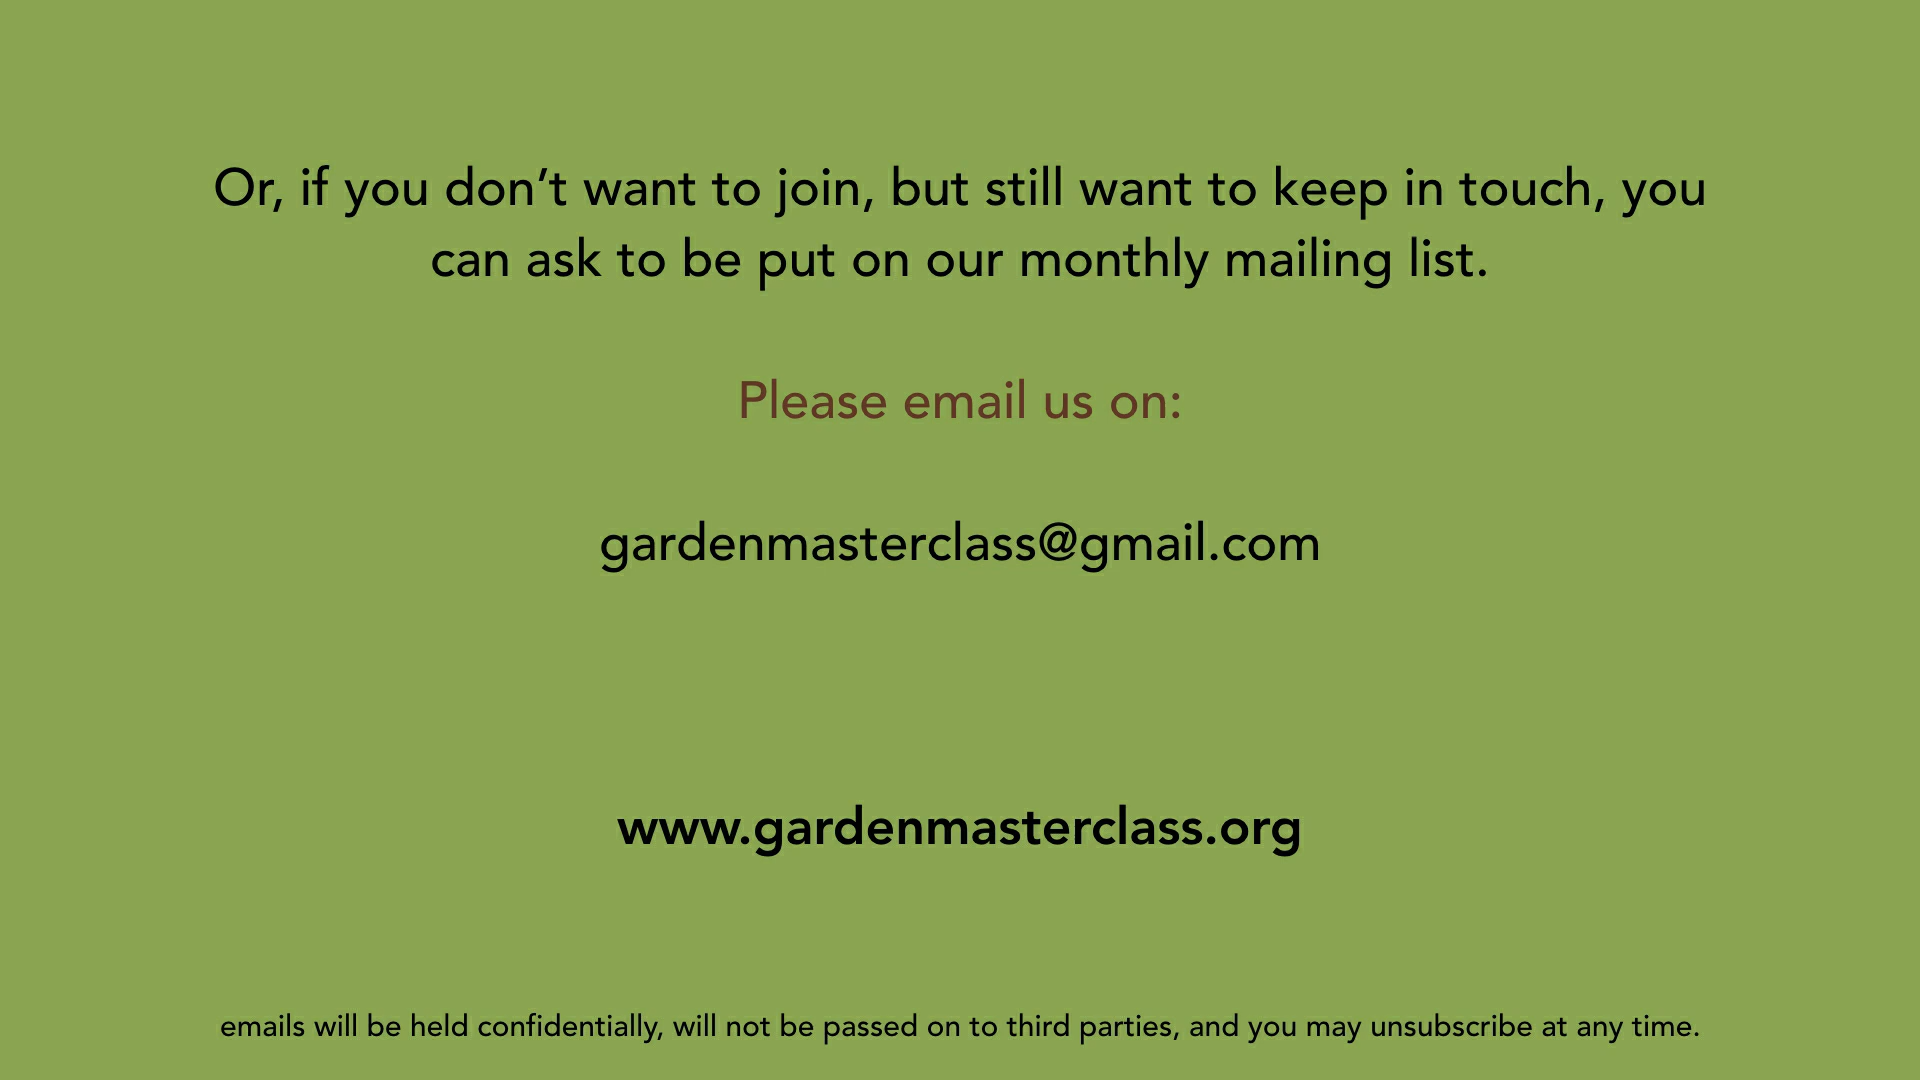 Or, if you don’t want to join, but still want to keep in touch, you
can ask to be put on our monthly mailing list.
Please email us on:
gardenmasterclass@gmail.com
www.gardenmasterclass.org
emails will be held confidentially, will not be passed on to third parties, and you may unsubscribe at any time.